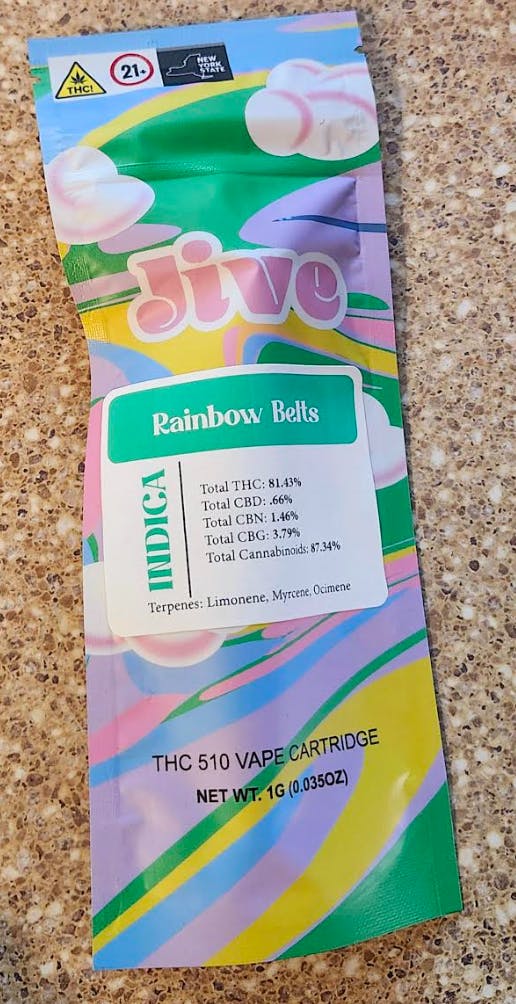 THC!
21+
NEW
YORK
STATE
Jive
Rainbow Belts
INDICA
Total THC: 81.43%
Total CBD: .66%
Total CBN: 1.46%
Total CBG: 3.79%
Total Cannabinoids: 87.34%
Terpenes: Limonene, Myrcene, Ocimene
THC 510 VAPE CARTRIDGE
NET WT. 1G (0.035OZ)